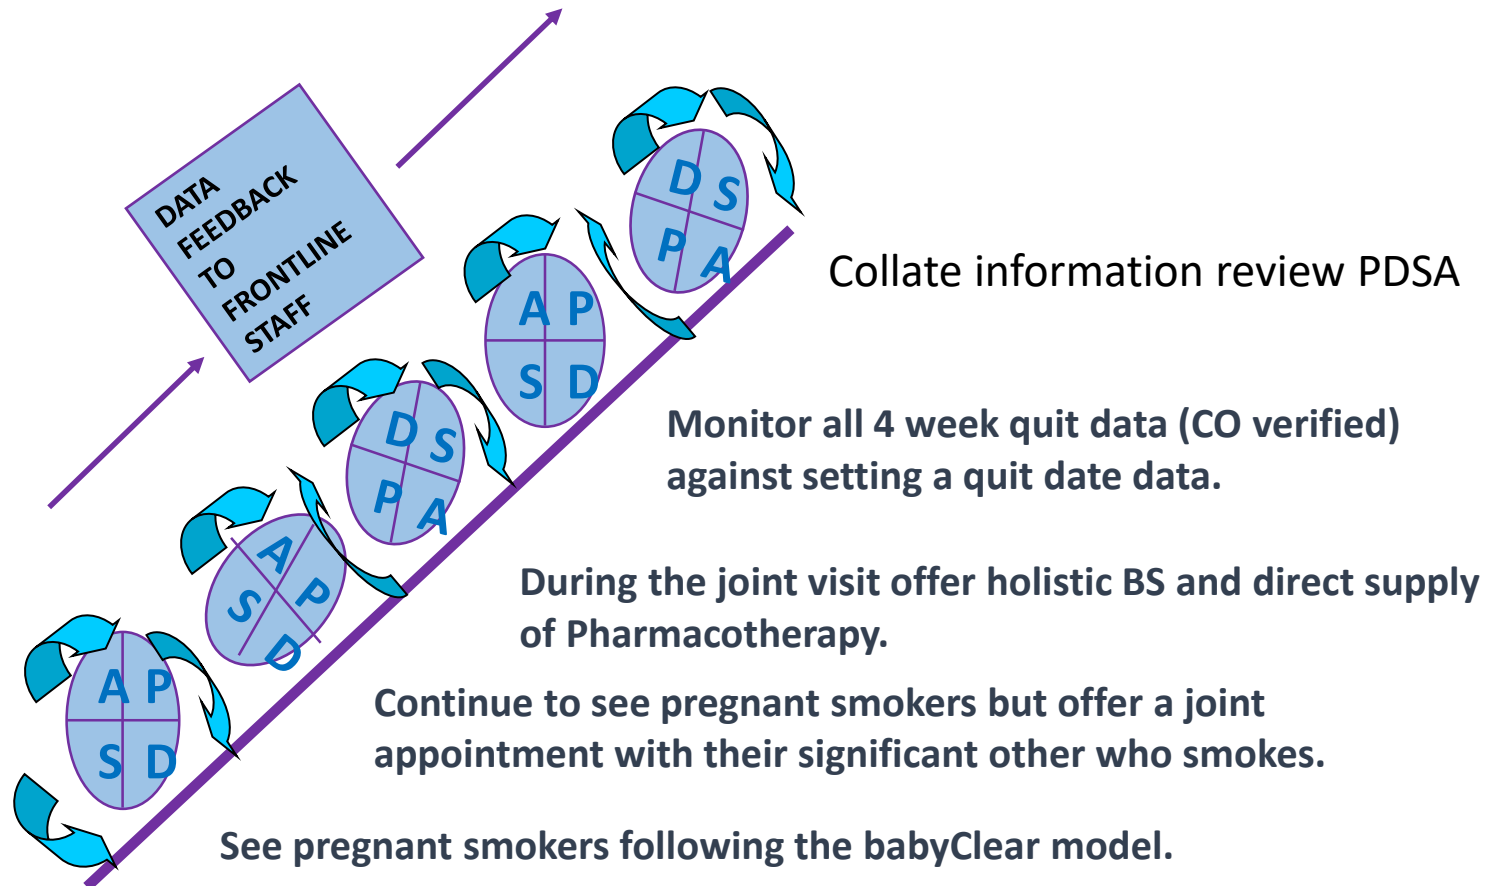 DATA
FEEDBACK
TO
FRONTLINE
STAFF
D S
P A
Collate information review PDSA
A P
S D
Monitor all 4 week quit data (CO verified)
against setting a quit date data.
D S
P A
During the joint visit offer holistic BS and direct supply
of Pharmacotherapy.
A P
S D
Continue to see pregnant smokers but offer a joint
appointment with their significant other who smokes.
A P
S D
See pregnant smokers following the babyClear model.